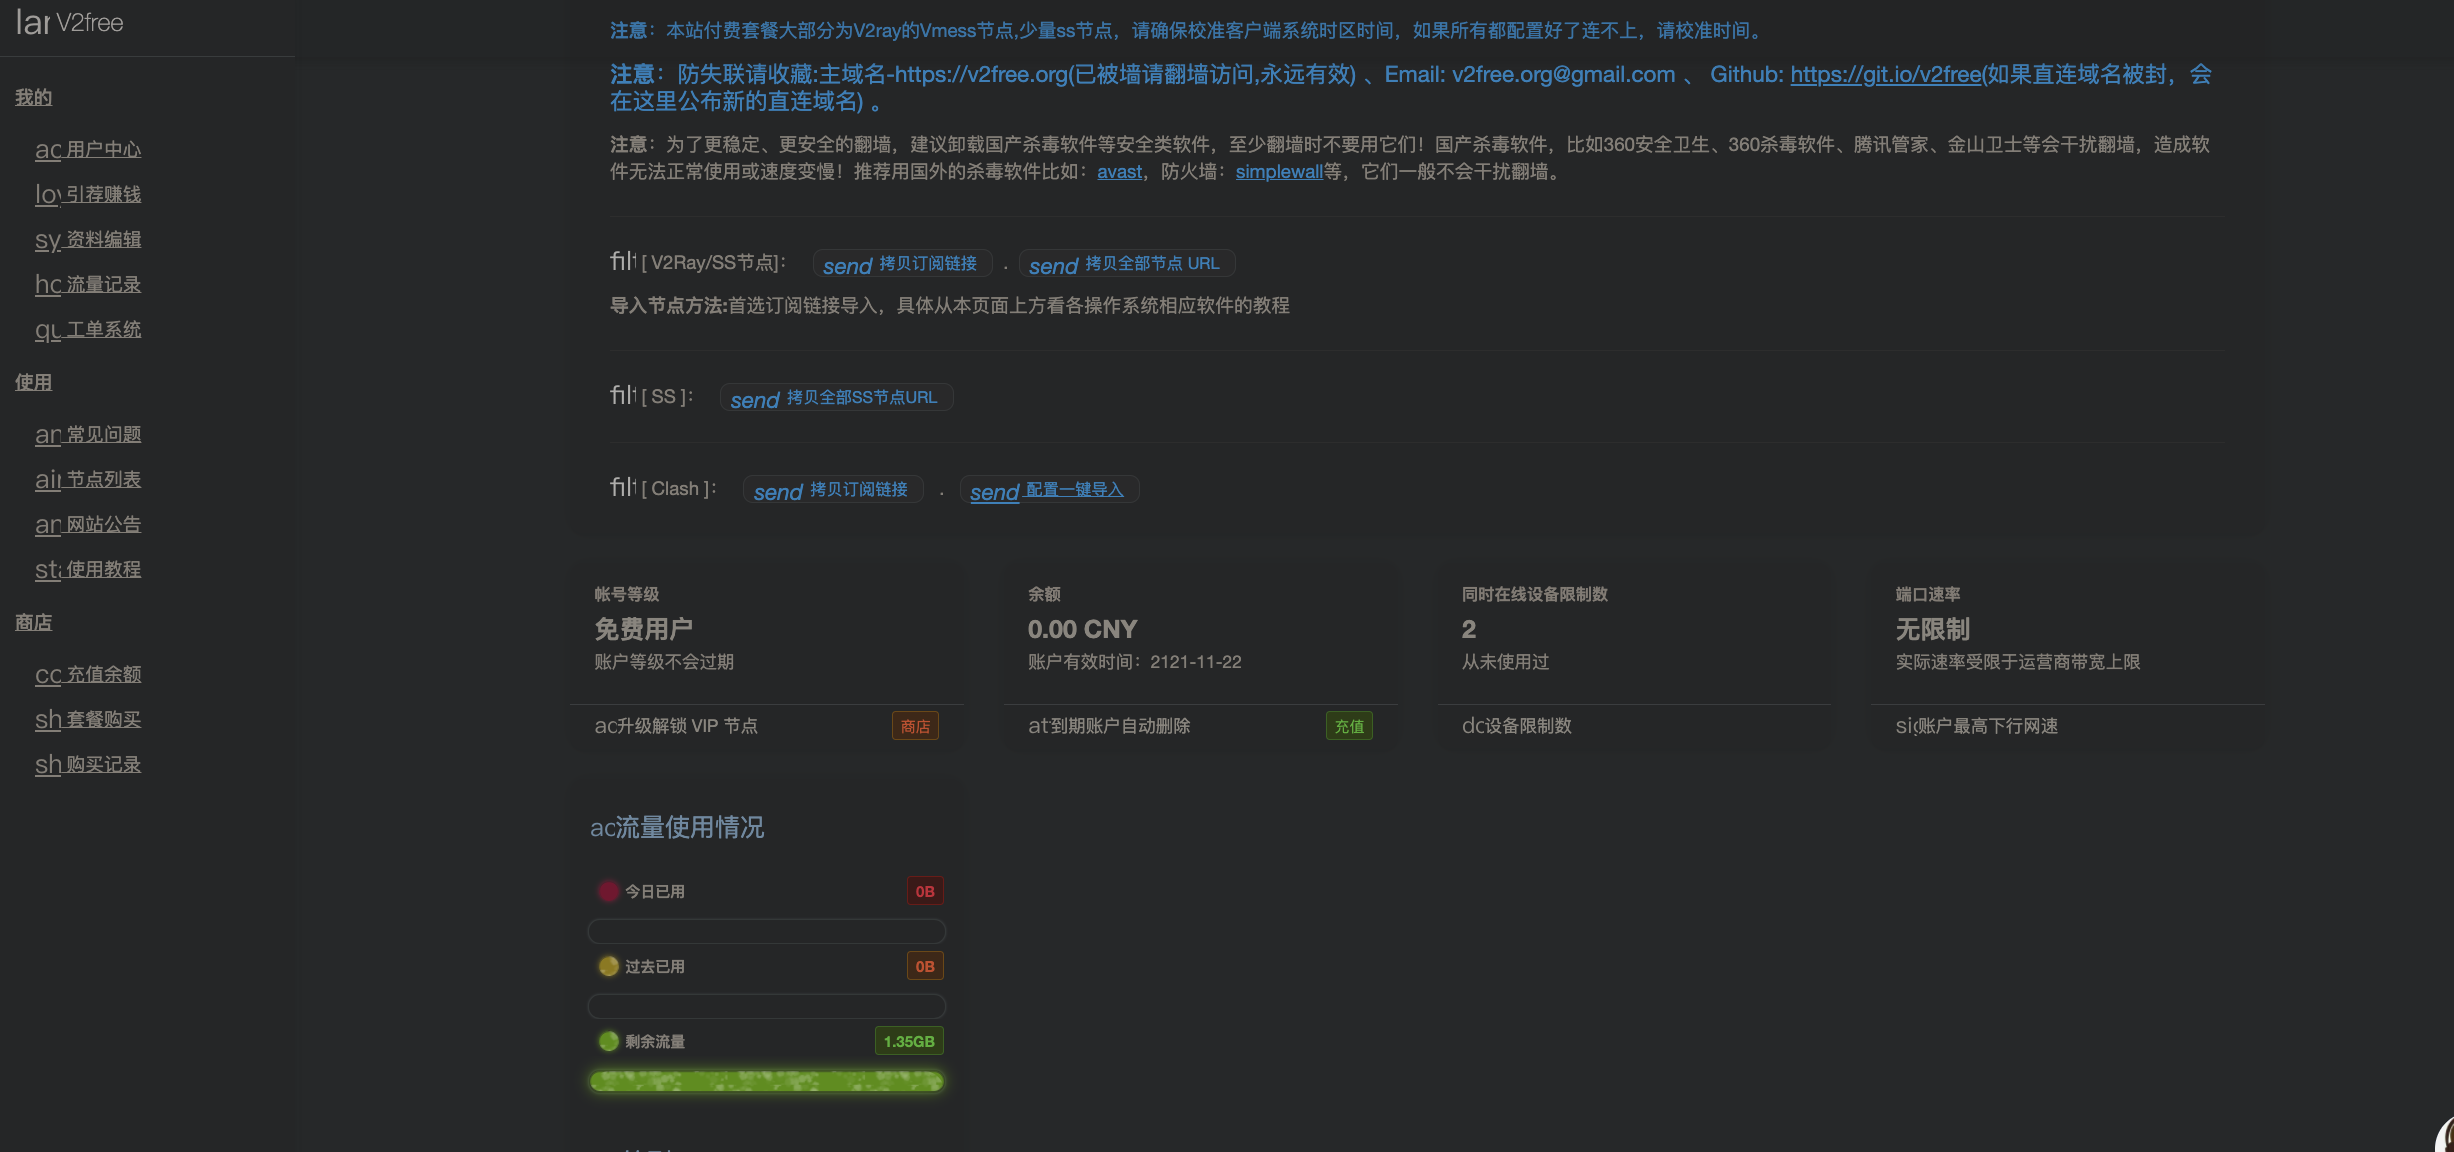 lar V2free
我的
ac 用户中心
loy 引荐赚钱
sy 资料编辑
hc 流量记录
qu 工单系统
使用
ar 常见问题
air 节点列表
ar 网站公告
sta 使用教程
商店
cc 充值余额
sh 套餐购买
sh 购买记录
注意：本站付费套餐大部分为V2ray的Vmess节点,少量ss节点，请确保校准客户端系统时区时间，如果所有都配置好了连不上，请校准时间。
注意：防失联请收藏:主域名-https://v2free.org(已被墙请翻墙访问,永远有效) 、Email: v2free.org@gmail.com 、 Github: https://git.io/v2free(如果直连域名被封，会
在这里公布新的直连域名) 。
注意：为了更稳定、更安全的翻墙，建议卸载国产杀毒软件等安全类软件，至少翻墙时不要用它们！国产杀毒软件，比如360安全卫生、360杀毒软件、腾讯管家、金山卫士等会干扰翻墙，造成软
件无法正常使用或速度变慢！推荐用国外的杀毒软件比如：avast，防火墙：simplewall等，它们一般不会干扰翻墙。
filt [ V2Ray/SS节点]： send 拷贝订阅链接 . send 拷贝全部节点 URL
导入节点方法:首选订阅链接导入，具体从本页面上方看各操作系统相应软件的教程
filt [ SS ]： send 拷贝全部SS节点URL
filt [ Clash ]： send 拷贝订阅链接 . send 配置一键导入
帐号等级
免费用户
账户等级不会过期
ac升级解锁 VIP 节点 商店
余额
0.00 CNY
账户有效时间：2121-11-22
at到期账户自动删除 充值
同时在线设备限制数
2
从未使用过
dc设备限制数
端口速率
无限制
实际速率受限于运营商带宽上限
sig账户最高下行网速
ac流量使用情况
今日已用 0B
过去已用 0B
剩余流量 1.35GB